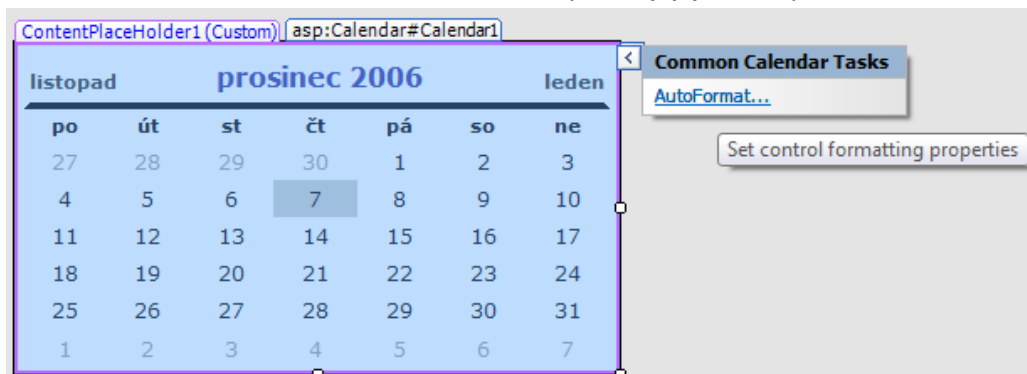 ContentPlaceHolder1 (Custom) asp:Calendar#Calendar1
listopad prosinec 2006 leden
po út st čt pá so ne
27 28 29 30 1 2 3
4 5 6 7 8 9 10
11 12 13 14 15 16 17
18 19 20 21 22 23 24
25 26 27 28 29 30 31
1 2 3 4 5 6 7
Common Calendar Tasks
AutoFormat...
Set control formatting properties